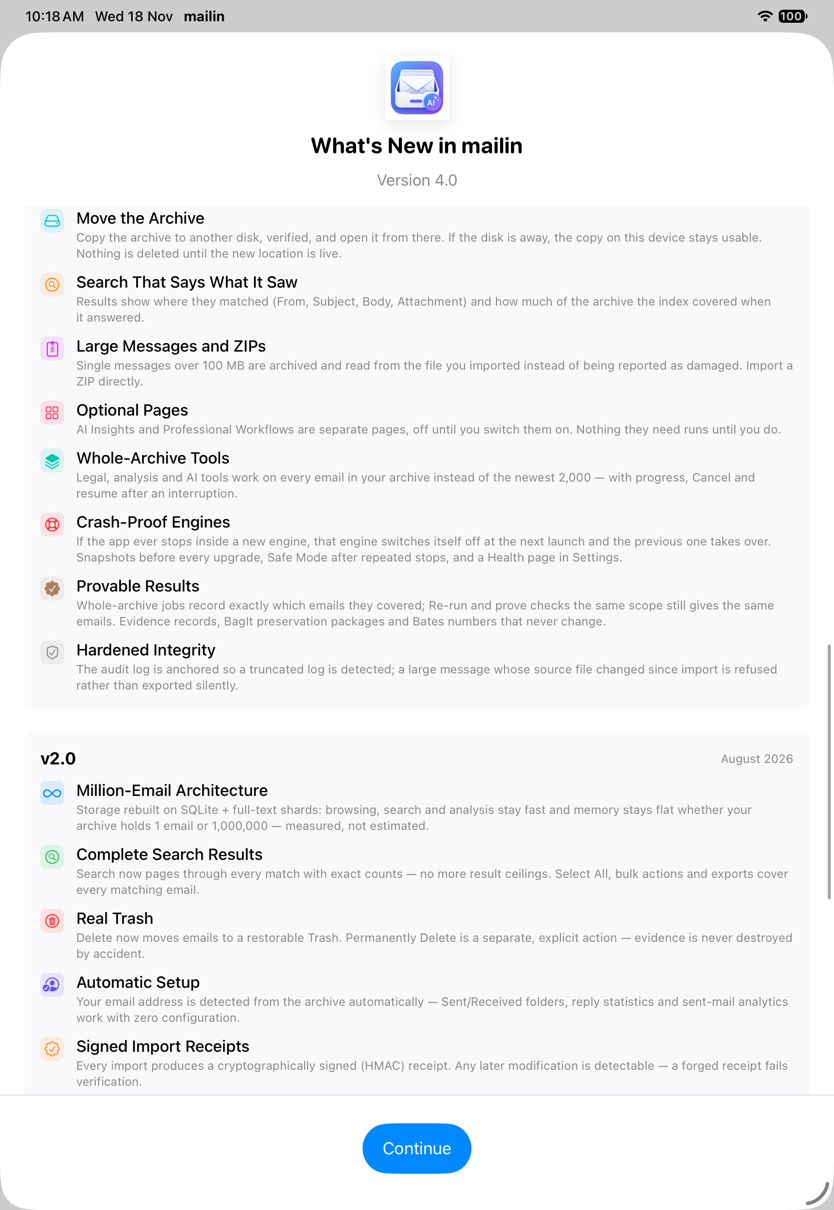 10:18 AM Wed 18 Nov mailin
100
AI
What's New in mailin
Version 4.0
Move the Archive
Copy the archive to another disk, verified, and open it from there. If the disk is away, the copy on this device stays usable.
Nothing is deleted until the new location is live.
Search That Says What It Saw
Results show where they matched (From, Subject, Body, Attachment) and how much of the archive the index covered when
it answered.
Large Messages and ZIPs
Single messages over 100 MB are archived and read from the file you imported instead of being reported as damaged. Import a
ZIP directly.
Optional Pages
AI Insights and Professional Workflows are separate pages, off until you switch them on. Nothing they need runs until you do.
Whole-Archive Tools
Legal, analysis and AI tools work on every email in your archive instead of the newest 2,000 — with progress, Cancel and
resume after an interruption.
Crash-Proof Engines
If the app ever stops inside a new engine, that engine switches itself off at the next launch and the previous one takes over.
Snapshots before every upgrade, Safe Mode after repeated stops, and a Health page in Settings.
Provable Results
Whole-archive jobs record exactly which emails they covered; Re-run and prove checks the same scope still gives the same
emails. Evidence records, BagIt preservation packages and Bates numbers that never change.
Hardened Integrity
The audit log is anchored so a truncated log is detected; a large message whose source file changed since import is refused
rather than exported silently.
v2.0
August 2026
Million-Email Architecture
Storage rebuilt on SQLite + full-text shards: browsing, search and analysis stay fast and memory stays flat whether your
archive holds 1 email or 1,000,000 — measured, not estimated.
Complete Search Results
Search now pages through every match with exact counts — no more result ceilings. Select All, bulk actions and exports cover
every matching email.
Real Trash
Delete now moves emails to a restorable Trash. Permanently Delete is a separate, explicit action — evidence is never destroyed
by accident.
Automatic Setup
Your email address is detected from the archive automatically — Sent/Received folders, reply statistics and sent-mail analytics
work with zero configuration.
Signed Import Receipts
Every import produces a cryptographically signed (HMAC) receipt. Any later modification is detectable — a forged receipt fails
verification.
Continue